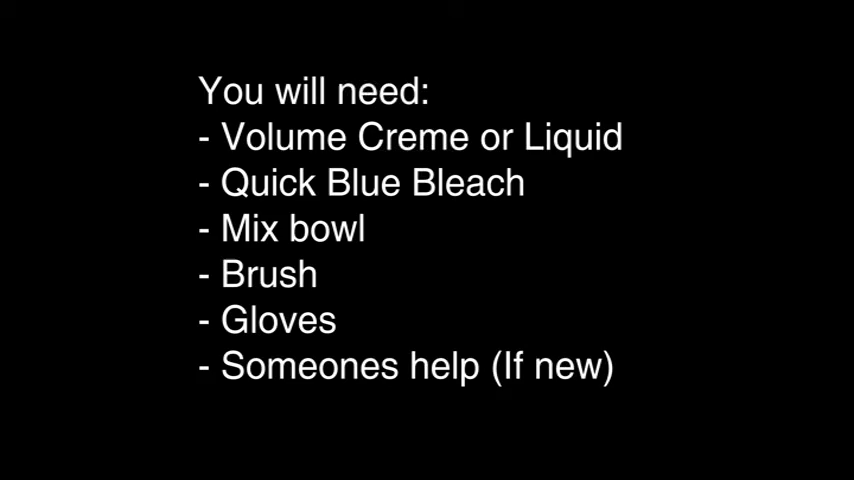 You will need:
- Volume Creme or Liquid
- Quick Blue Bleach
- Mix bowl
- Brush
- Gloves
- Someones help (If new)